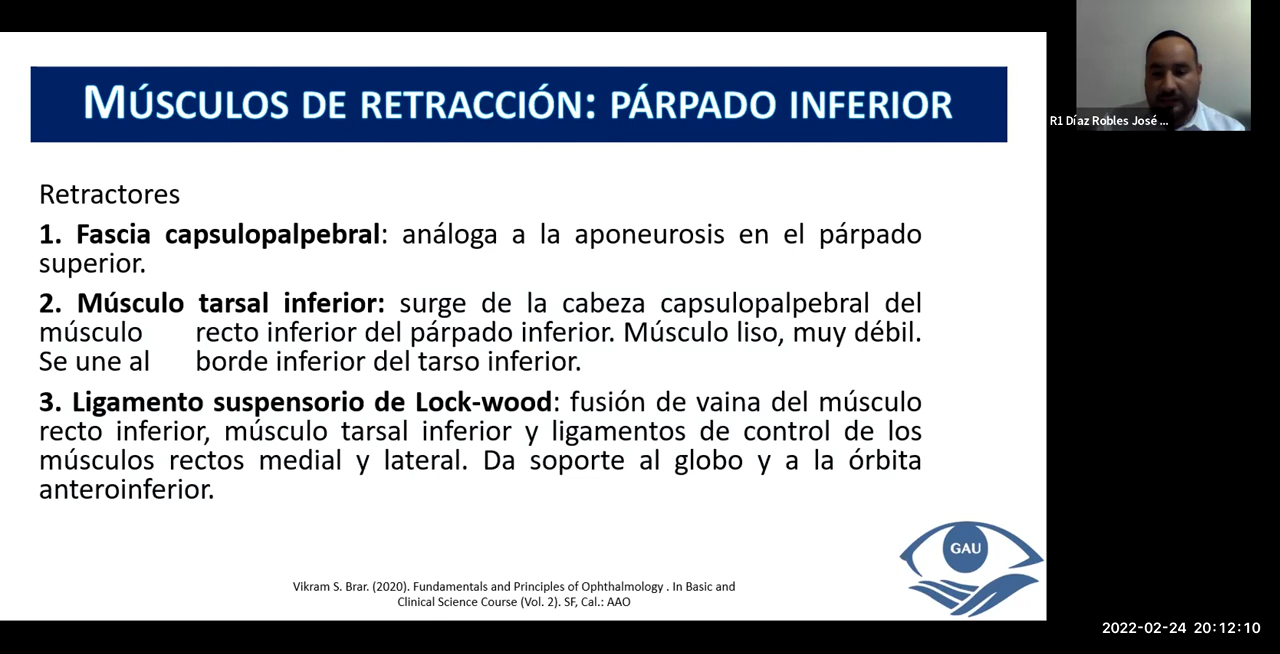 MÚSCULOS DE RETRACCIÓN: PÁRPADO INFERIOR
R1 Díaz Robles José ...
Retractores
1. Fascia capsulopalpebral: análoga a la aponeurosis en el párpado
superior.
2. Músculo tarsal inferior: surge de la cabeza capsulopalpebral del
músculo recto inferior del párpado inferior. Músculo liso, muy débil.
Se une al borde inferior del tarso inferior.
3. Ligamento suspensorio de Lock-wood: fusión de vaina del músculo
recto inferior, músculo tarsal inferior y ligamentos de control de los
músculos rectos medial y lateral. Da soporte al globo y a la órbita
anteroinferior.
GAU
Vikram S. Brar. (2020). Fundamentals and Principles of Ophthalmology . In Basic and
Clinical Science Course (Vol. 2). SF, Cal.: AAO
2022-02-24 20:12:10